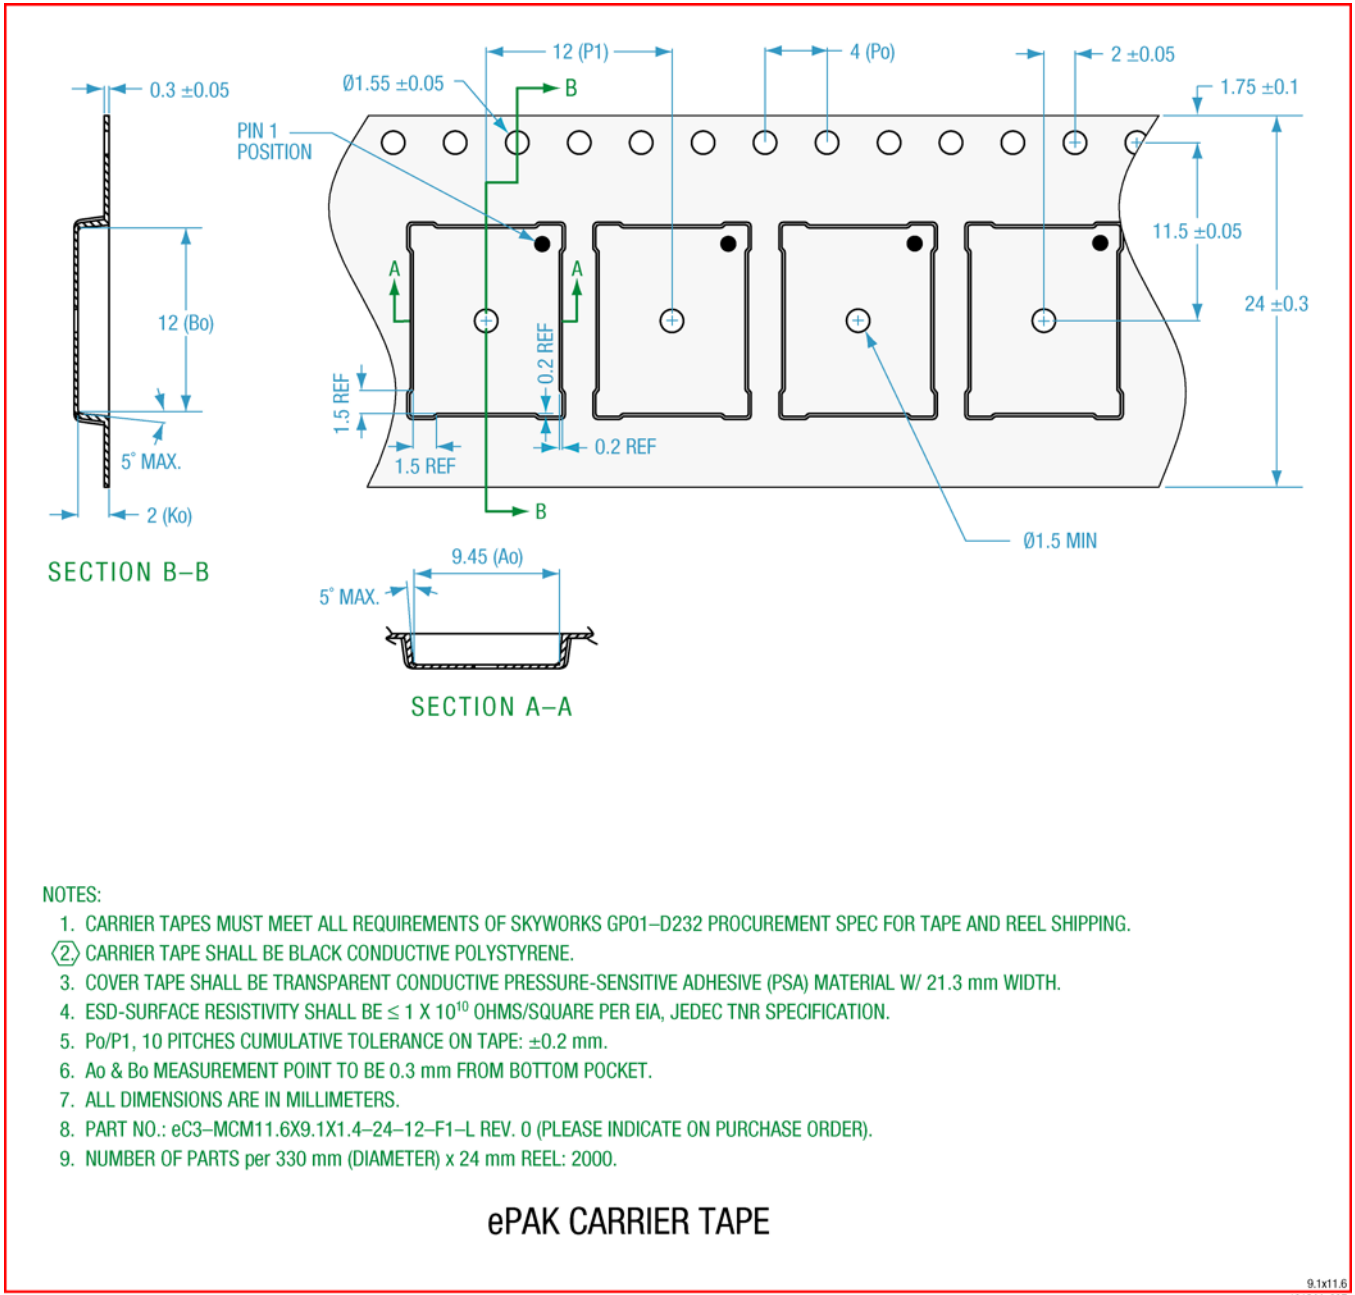 12 (P1)
4 (Po)
2 ±0.05
0.3 ±0.05
Ø1.55 ±0.05
B
1.75 ±0.1
PIN 1
POSITION
11.5 ±0.05
A
A
24 ±0.3
12 (Bo)
0.2 REF
1.5 REF
0.2 REF
5° MAX.
1.5 REF
2 (Ko)
B
Ø1.5 MIN
SECTION B–B
9.45 (Ao)
5° MAX.
SECTION A–A
NOTES:
1. CARRIER TAPES MUST MEET ALL REQUIREMENTS OF SKYWORKS GP01–D232 PROCUREMENT SPEC FOR TAPE AND REEL SHIPPING.
2. CARRIER TAPE SHALL BE BLACK CONDUCTIVE POLYSTYRENE.
3. COVER TAPE SHALL BE TRANSPARENT CONDUCTIVE PRESSURE-SENSITIVE ADHESIVE (PSA) MATERIAL W/ 21.3 mm WIDTH.
4. ESD-SURFACE RESISTIVITY SHALL BE ≤ 1 X 10¹⁰ OHMS/SQUARE PER EIA, JEDEC TNR SPECIFICATION.
5. Po/P1, 10 PITCHES CUMULATIVE TOLERANCE ON TAPE: ±0.2 mm.
6. Ao & Bo MEASUREMENT POINT TO BE 0.3 mm FROM BOTTOM POCKET.
7. ALL DIMENSIONS ARE IN MILLIMETERS.
8. PART NO.: eC3–MCM11.6X9.1X1.4–24–12–F1–L REV. 0 (PLEASE INDICATE ON PURCHASE ORDER).
9. NUMBER OF PARTS per 330 mm (DIAMETER) x 24 mm REEL: 2000.
ePAK CARRIER TAPE
9.1x11.6